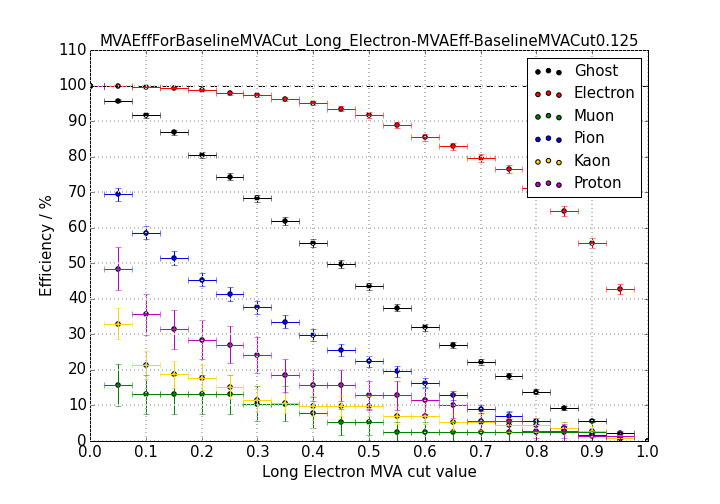 MVAEffForBaselineMVACut_Long_Electron-MVAEff-BaselineMVACut0.125
Efficiency / %
110
100
90
80
70
60
50
40
30
20
10
0
Ghost
Electron
Muon
Pion
Kaon
Proton
0.0 0.1 0.2 0.3 0.4 0.5 0.6 0.7 0.8 0.9 1.0
Long Electron MVA cut value